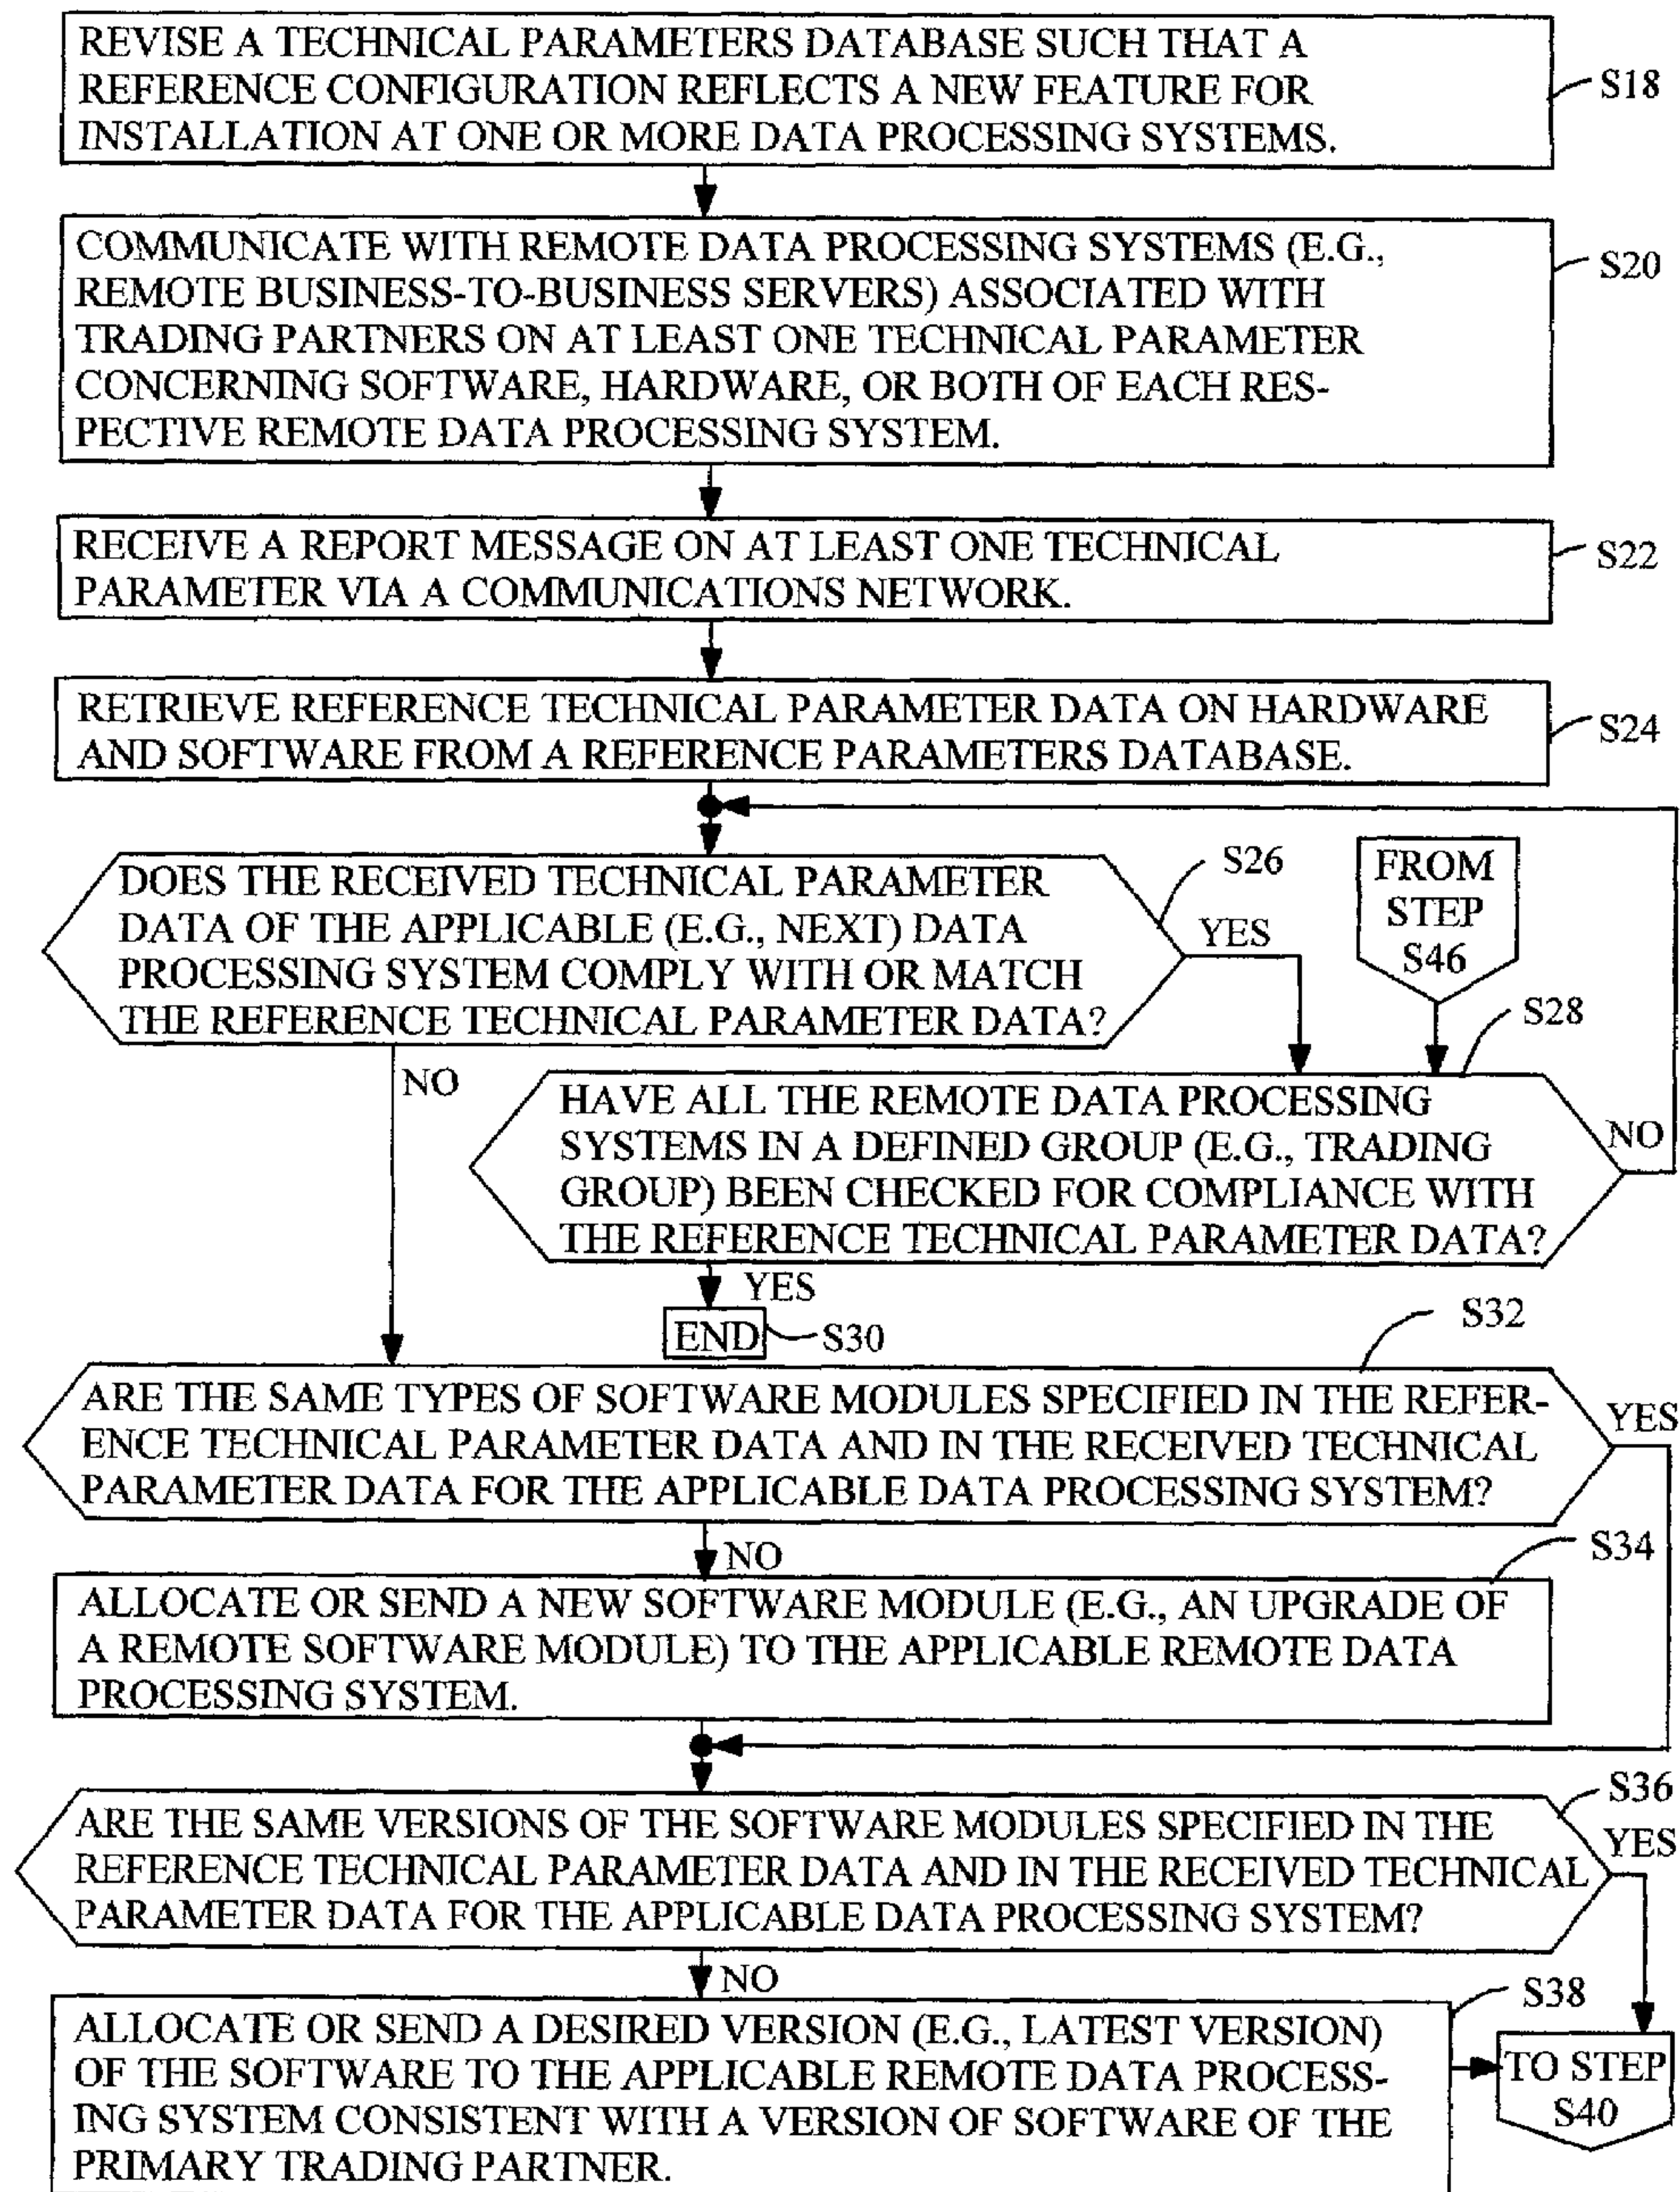 REVISE A TECHNICAL PARAMETERS DATABASE SUCH THAT A
REFERENCE CONFIGURATION REFLECTS A NEW FEATURE FOR
INSTALLATION AT ONE OR MORE DATA PROCESSING SYSTEMS.
S18
COMMUNICATE WITH REMOTE DATA PROCESSING SYSTEMS (E.G.,
REMOTE BUSINESS-TO-BUSINESS SERVERS) ASSOCIATED WITH
TRADING PARTNERS ON AT LEAST ONE TECHNICAL PARAMETER
CONCERNING SOFTWARE, HARDWARE, OR BOTH OF EACH RES-
PECTIVE REMOTE DATA PROCESSING SYSTEM.
S20
RECEIVE A REPORT MESSAGE ON AT LEAST ONE TECHNICAL
PARAMETER VIA A COMMUNICATIONS NETWORK.
S22
RETRIEVE REFERENCE TECHNICAL PARAMETER DATA ON HARDWARE
AND SOFTWARE FROM A REFERENCE PARAMETERS DATABASE.
S24
DOES THE RECEIVED TECHNICAL PARAMETER
DATA OF THE APPLICABLE (E.G., NEXT) DATA
PROCESSING SYSTEM COMPLY WITH OR MATCH
THE REFERENCE TECHNICAL PARAMETER DATA?
S26
YES
FROM
STEP
S46
NO
S28
HAVE ALL THE REMOTE DATA PROCESSING
SYSTEMS IN A DEFINED GROUP (E.G., TRADING
GROUP) BEEN CHECKED FOR COMPLIANCE WITH
THE REFERENCE TECHNICAL PARAMETER DATA?
NO
YES
END
S30
S32
ARE THE SAME TYPES OF SOFTWARE MODULES SPECIFIED IN THE REFER-
ENCE TECHNICAL PARAMETER DATA AND IN THE RECEIVED TECHNICAL
PARAMETER DATA FOR THE APPLICABLE DATA PROCESSING SYSTEM?
YES
NO
S34
ALLOCATE OR SEND A NEW SOFTWARE MODULE (E.G., AN UPGRADE OF
A REMOTE SOFTWARE MODULE) TO THE APPLICABLE REMOTE DATA
PROCESSING SYSTEM.
S36
ARE THE SAME VERSIONS OF THE SOFTWARE MODULES SPECIFIED IN THE
REFERENCE TECHNICAL PARAMETER DATA AND IN THE RECEIVED TECHNICAL
PARAMETER DATA FOR THE APPLICABLE DATA PROCESSING SYSTEM?
YES
NO
S38
ALLOCATE OR SEND A DESIRED VERSION (E.G., LATEST VERSION)
OF THE SOFTWARE TO THE APPLICABLE REMOTE DATA PROCESS-
ING SYSTEM CONSISTENT WITH A VERSION OF SOFTWARE OF THE
PRIMARY TRADING PARTNER.
TO STEP
S40